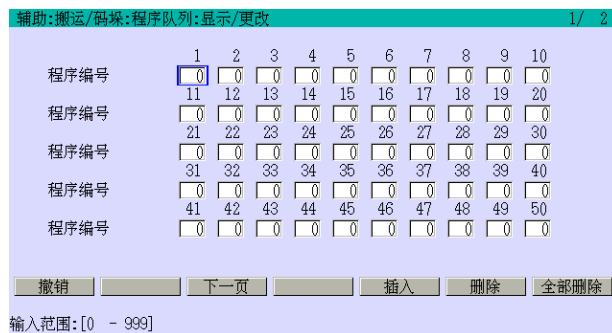 辅助:搬运/码垛:程序队列:显示/更改 1/ 2
1 2 3 4 5 6 7 8 9 10
程序编号 0 0 0 0 0 0 0 0 0 0
11 12 13 14 15 16 17 18 19 20
程序编号 0 0 0 0 0 0 0 0 0 0
21 22 23 24 25 26 27 28 29 30
程序编号 0 0 0 0 0 0 0 0 0 0
31 32 33 34 35 36 37 38 39 40
程序编号 0 0 0 0 0 0 0 0 0 0
41 42 43 44 45 46 47 48 49 50
程序编号 0 0 0 0 0 0 0 0 0 0
撤销 下一页 插入 删除 全部删除
输入范围:[0 - 999]